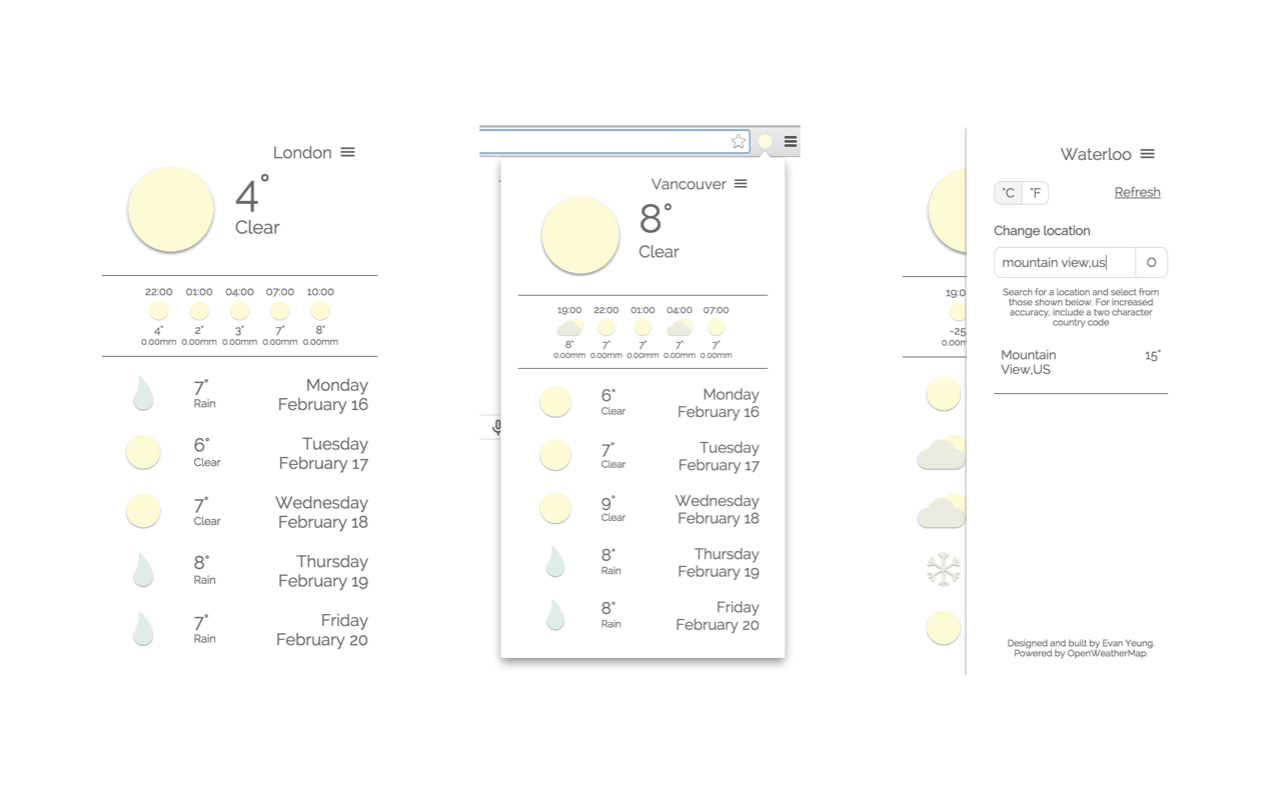 London
4°
Clear
22:00 01:00 04:00 07:00 10:00
4° 2° 3° 7° 8°
0.00mm 0.00mm 0.00mm 0.00mm 0.00mm
7° Monday
Rain February 16
6° Tuesday
Clear February 17
7° Wednesday
Clear February 18
8° Thursday
Rain February 19
7° Friday
Rain February 20
Vancouver
8°
Clear
19:00 22:00 01:00 04:00 07:00
8° 7° 7° 7° 7°
0.00mm 0.00mm 0.00mm 0.00mm 0.00mm
6° Monday
Clear February 16
7° Tuesday
Clear February 17
9° Wednesday
Clear February 18
8° Thursday
Rain February 19
8° Friday
Rain February 20
19:0
-25
0.00m
Waterloo
°C °F Refresh
Change location
mountain view,us O
Search for a location and select from
those shown below. For increased
accuracy, include a two character
country code
Mountain 15°
View,US
Designed and built by Evan Yeung.
Powered by OpenWeatherMap.